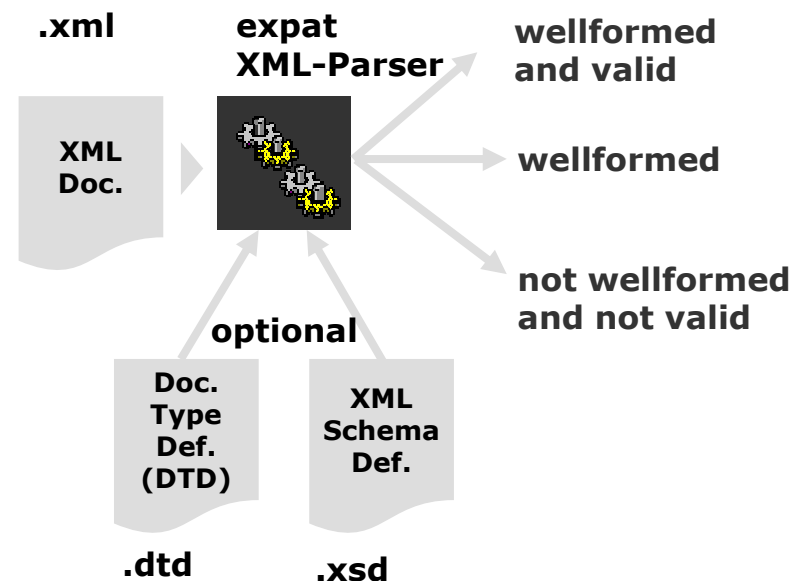 .xml
expat
XML-Parser
wellformed
and valid
XML
Doc.
wellformed
not wellformed
and not valid
optional
Doc.
Type
Def.
(DTD)
XML
Schema
Def.
.dtd
.xsd